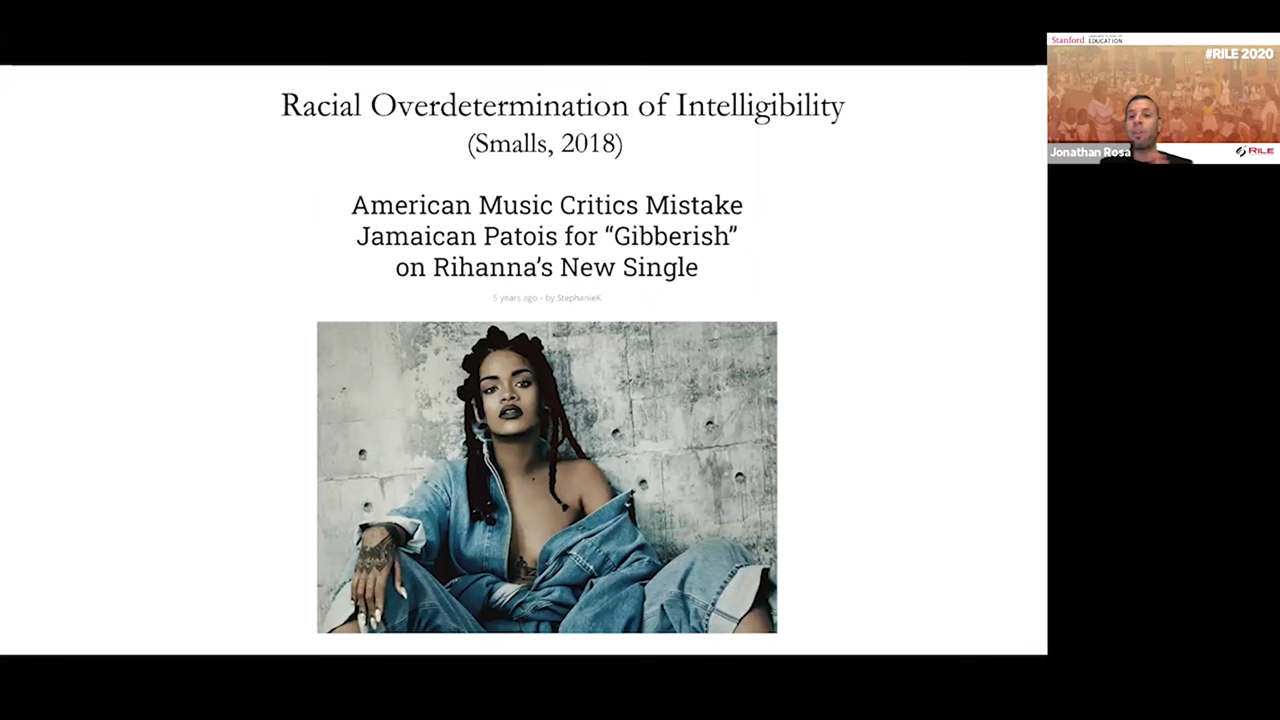 Racial Overdetermination of Intelligibility
(Smalls, 2018)
American Music Critics Mistake
Jamaican Patois for “Gibberish”
on Rihanna’s New Single
5 years ago • by StephanieK
Stanford
EDUCATION
#RILE 2020
Jonathan Rosa
RILE